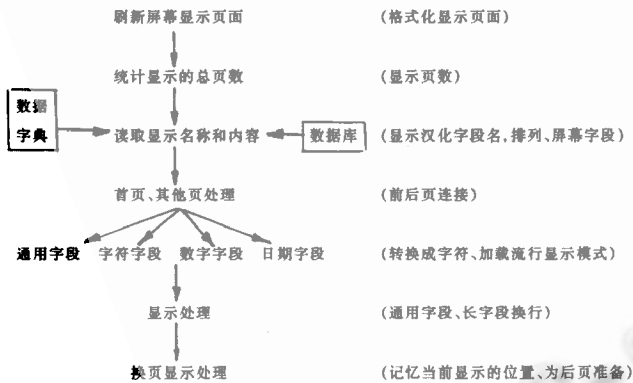 刷新屏幕显示页面 (格式化显示页面)
统计显示的总页数 (显示页数)
数据
字典 读取显示名称和内容 数据库 (显示汉化字段名,排列、屏幕字段)
首页、其他页处理 (前后页连接)
通用字段 字符字段 数字字段 日期字段 (转换成字符、加载流行显示模式)
显示处理 (通用字段、长字段换行)
换页显示处理 (记忆当前显示的位置、为后页准备)